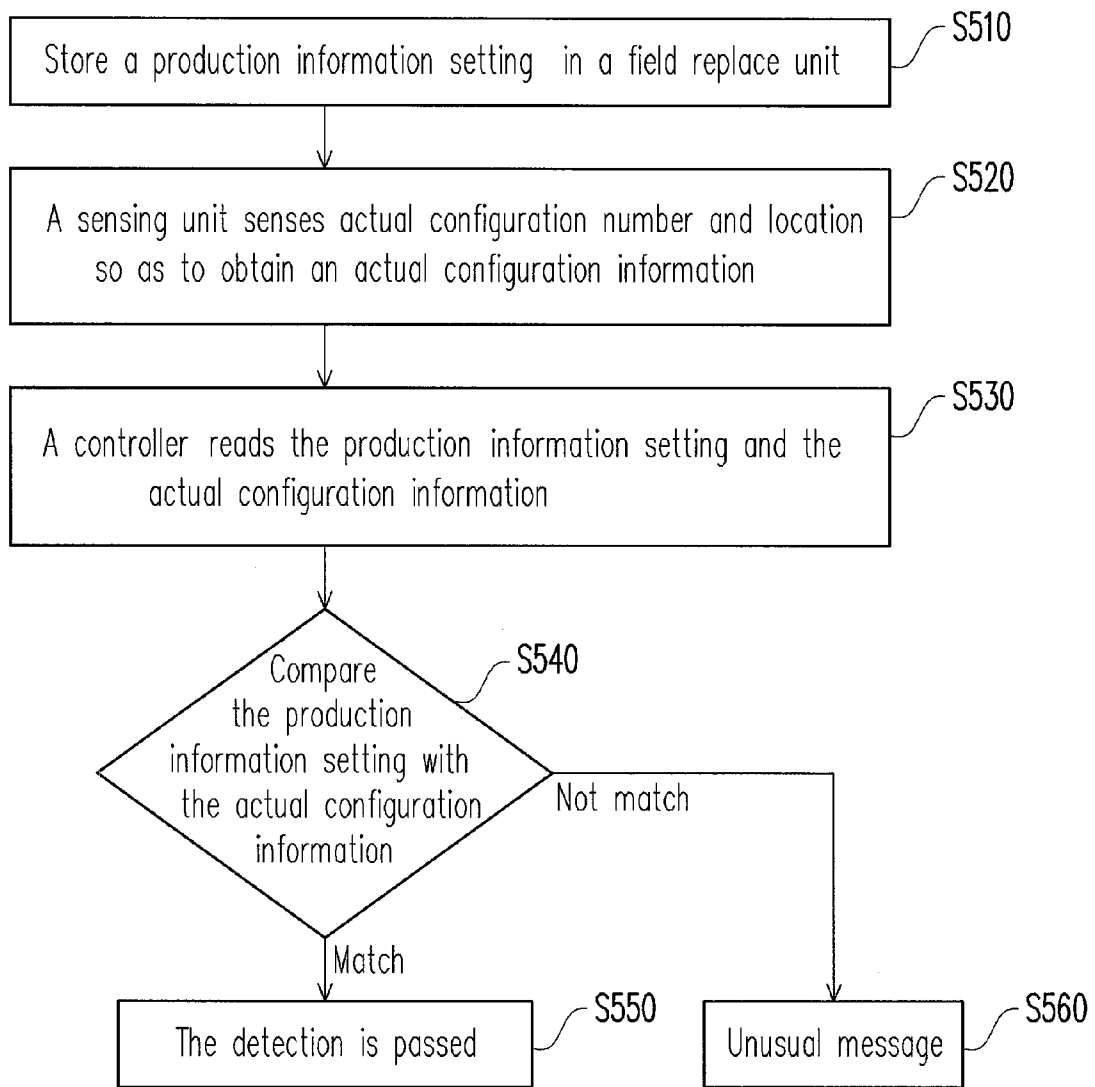 Store a production information setting in a field replace unit
S510
A sensing unit senses actual configuration number and location
so as to obtain an actual configuration information
S520
A controller reads the production information setting and the
actual configuration information
S530
Compare
the production
information setting with
the actual configuration
information
S540
Not match
Match
The detection is passed
S550
Unusual message
S560